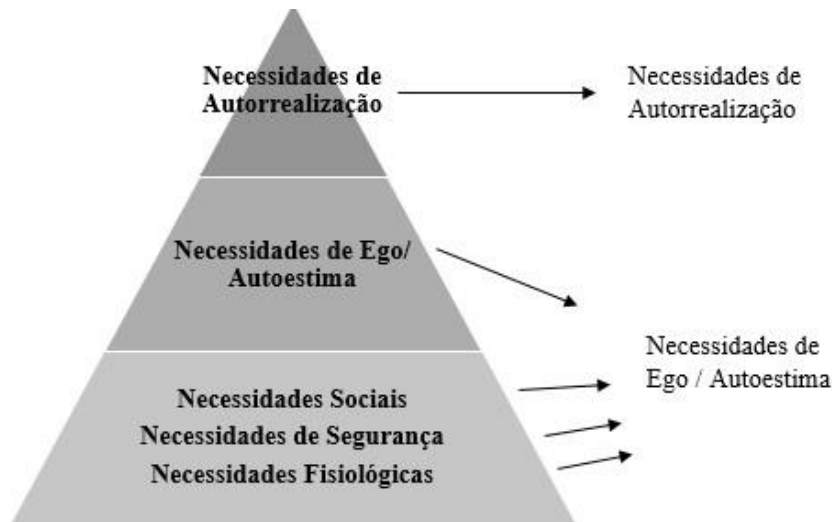 Necessidades de
Autorrealização
Necessidades de
Autorrealização
Necessidades de Ego/
Autoestima
Necessidades de
Ego / Autoestima
Necessidades Sociais
Necessidades de Segurança
Necessidades Fisiológicas